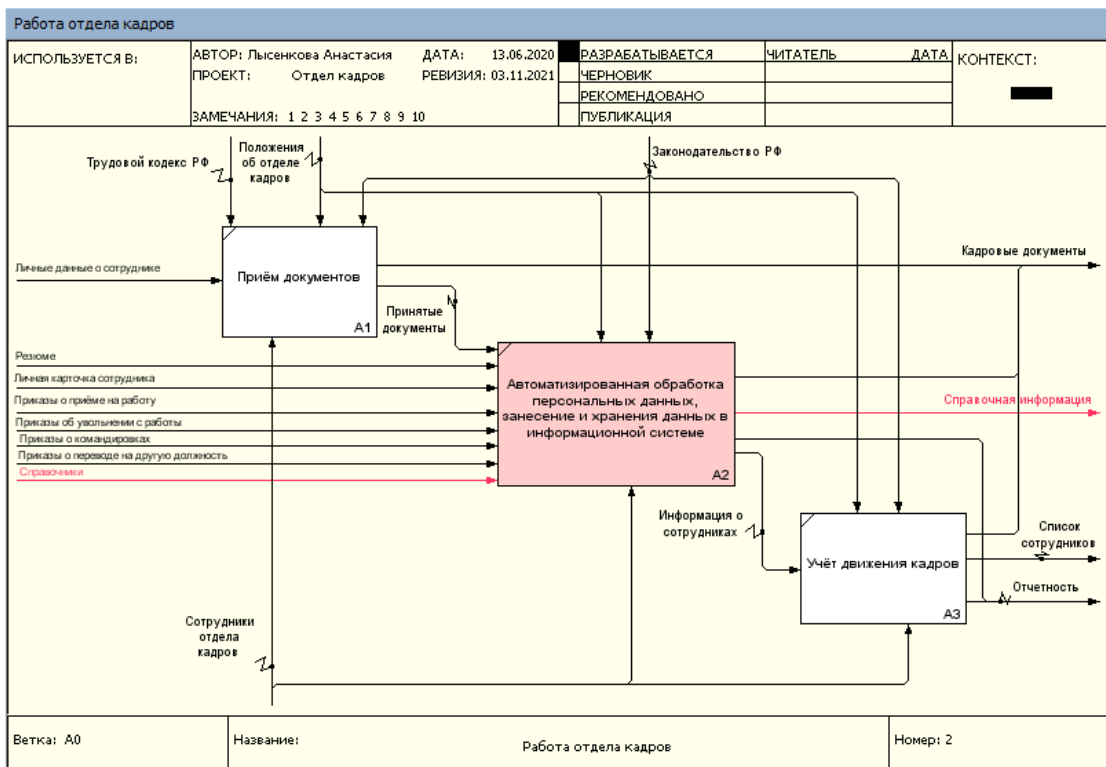 Работа отдела кадров
ИСПОЛЬЗУЕТСЯ В:
АВТОР: Лысенкова Анастасия
ДАТА: 13.06.2020
ПРОЕКТ: Отдел кадров
РЕВИЗИЯ: 03.11.2021
ЗАМЕЧАНИЯ: 1 2 3 4 5 6 7 8 9 10
РАЗРАБАТЫВАЕТСЯ
ЧЕРНОВИК
РЕКОМЕНДОВАНО
ПУБЛИКАЦИЯ
ЧИТАТЕЛЬ
ДАТА
КОНТЕКСТ:
Трудовой кодекс РФ
Положения
об отделе
кадров
Законодательство РФ
Личные данные о сотруднике
Приём документов
A1
Кадровые документы
Принятые
документы
Резюме
Личная карточка сотрудника
Приказы о приёме на работу
Приказы об увольнении с работы
Приказы о командировках
Приказы о переводе на другую должность
Справочники
Автоматизированная обработка
персональных данных,
занесение и хранения данных в
информационной системе
A2
Справочная информация
Информация о
сотрудниках
Учёт движения кадров
A3
Список
сотрудников
Отчетность
Сотрудники
отдела
кадров
Ветка: A0
Название:
Работа отдела кадров
Номер: 2